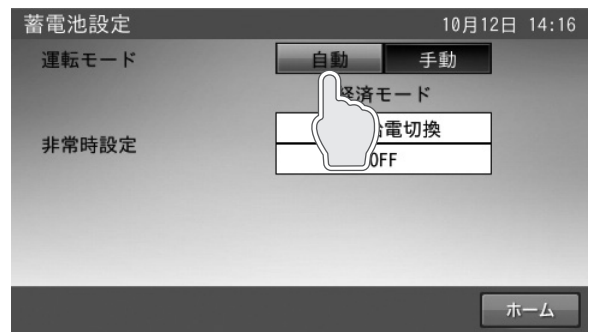 蓄電池設定 10月12日 14:16
運転モード 自動 手動
経済モード
非常時設定 給電切換
OFF
ホーム